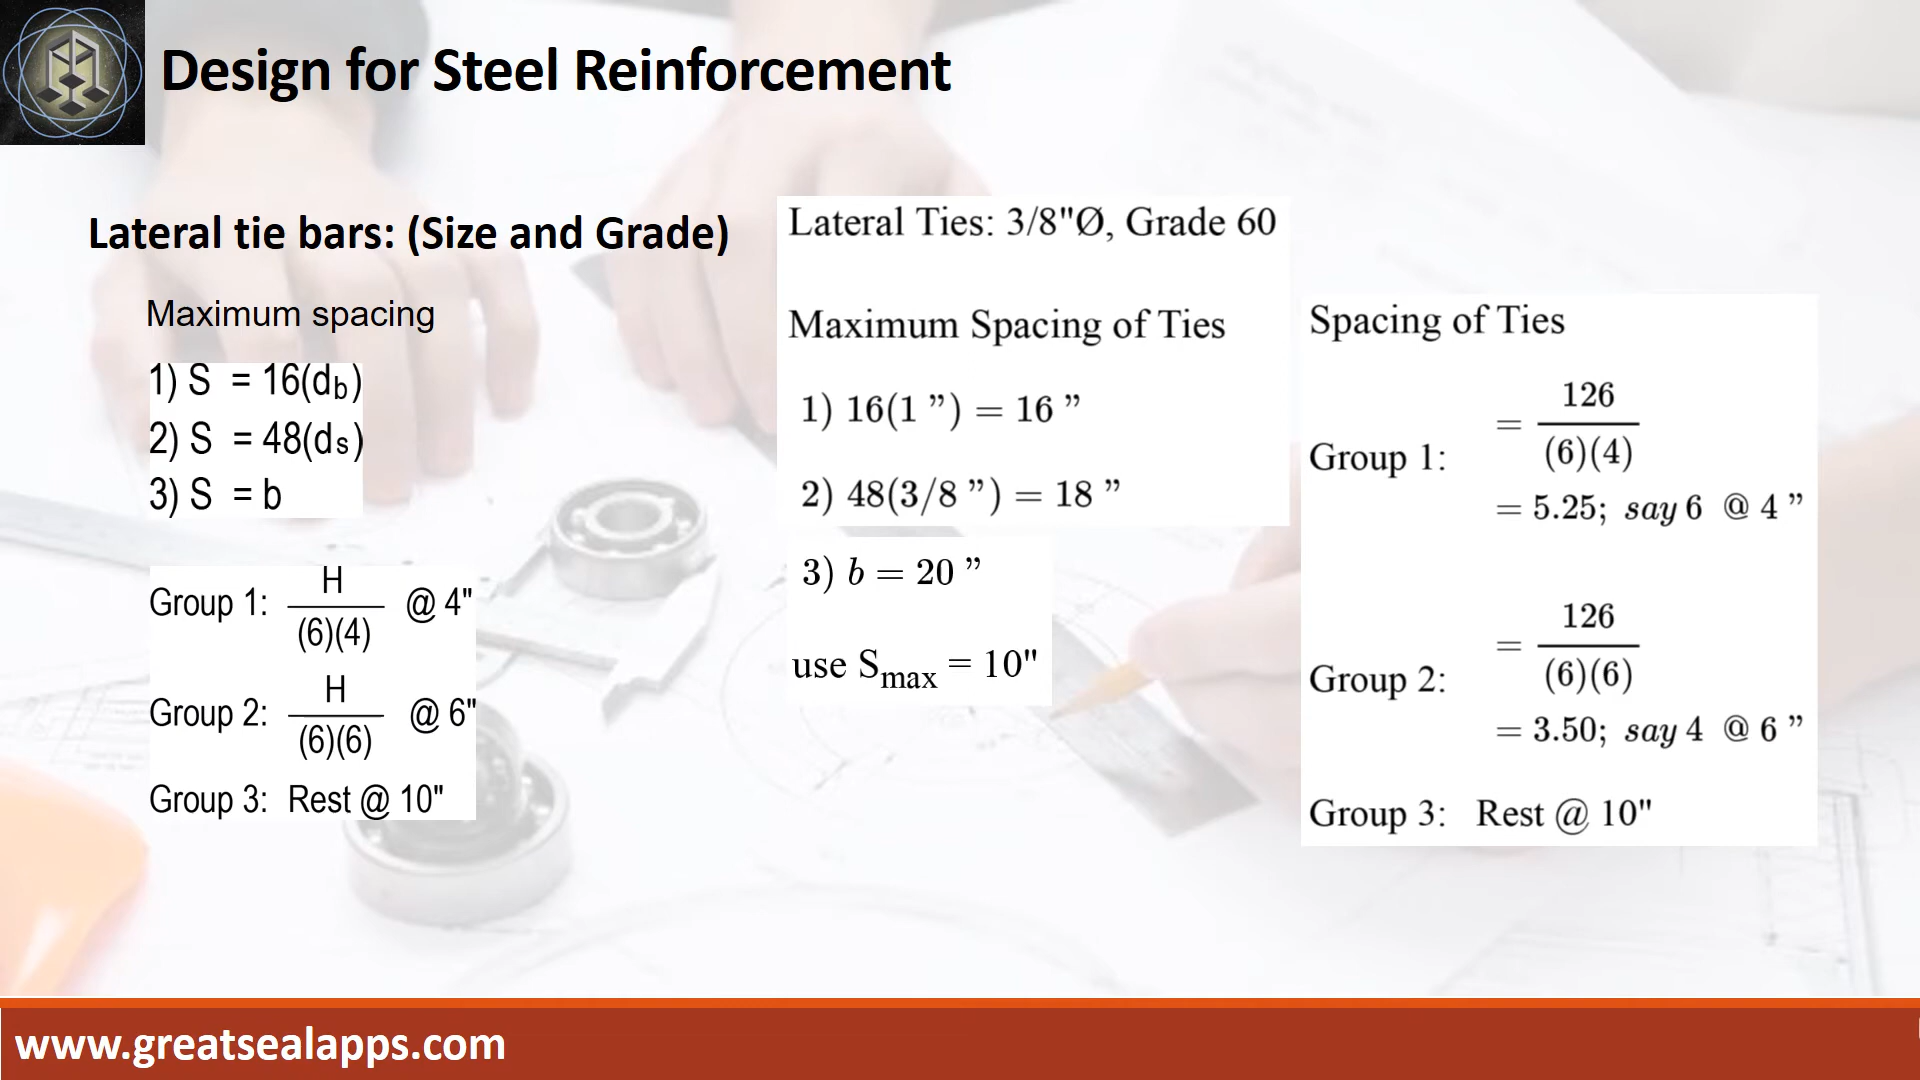 Design for Steel Reinforcement
Lateral tie bars: (Size and Grade)
Maximum spacing
1) S = 16(db)
2) S = 48(ds)
3) S = b
Group 1: H/(6)(4) @ 4"
Group 2: H/(6)(6) @ 6"
Group 3: Rest @ 10"
Lateral Ties: 3/8"Ø, Grade 60
Maximum Spacing of Ties
1) 16(1 ”) = 16 ”
2) 48(3/8 ”) = 18 ”
3) b = 20 ”
use Smax = 10"
Spacing of Ties
Group 1: = 126/(6)(4)
= 5.25; say 6 @ 4 ”
Group 2: = 126/(6)(6)
= 3.50; say 4 @ 6 ”
Group 3: Rest @ 10"
www.greatsealapps.com